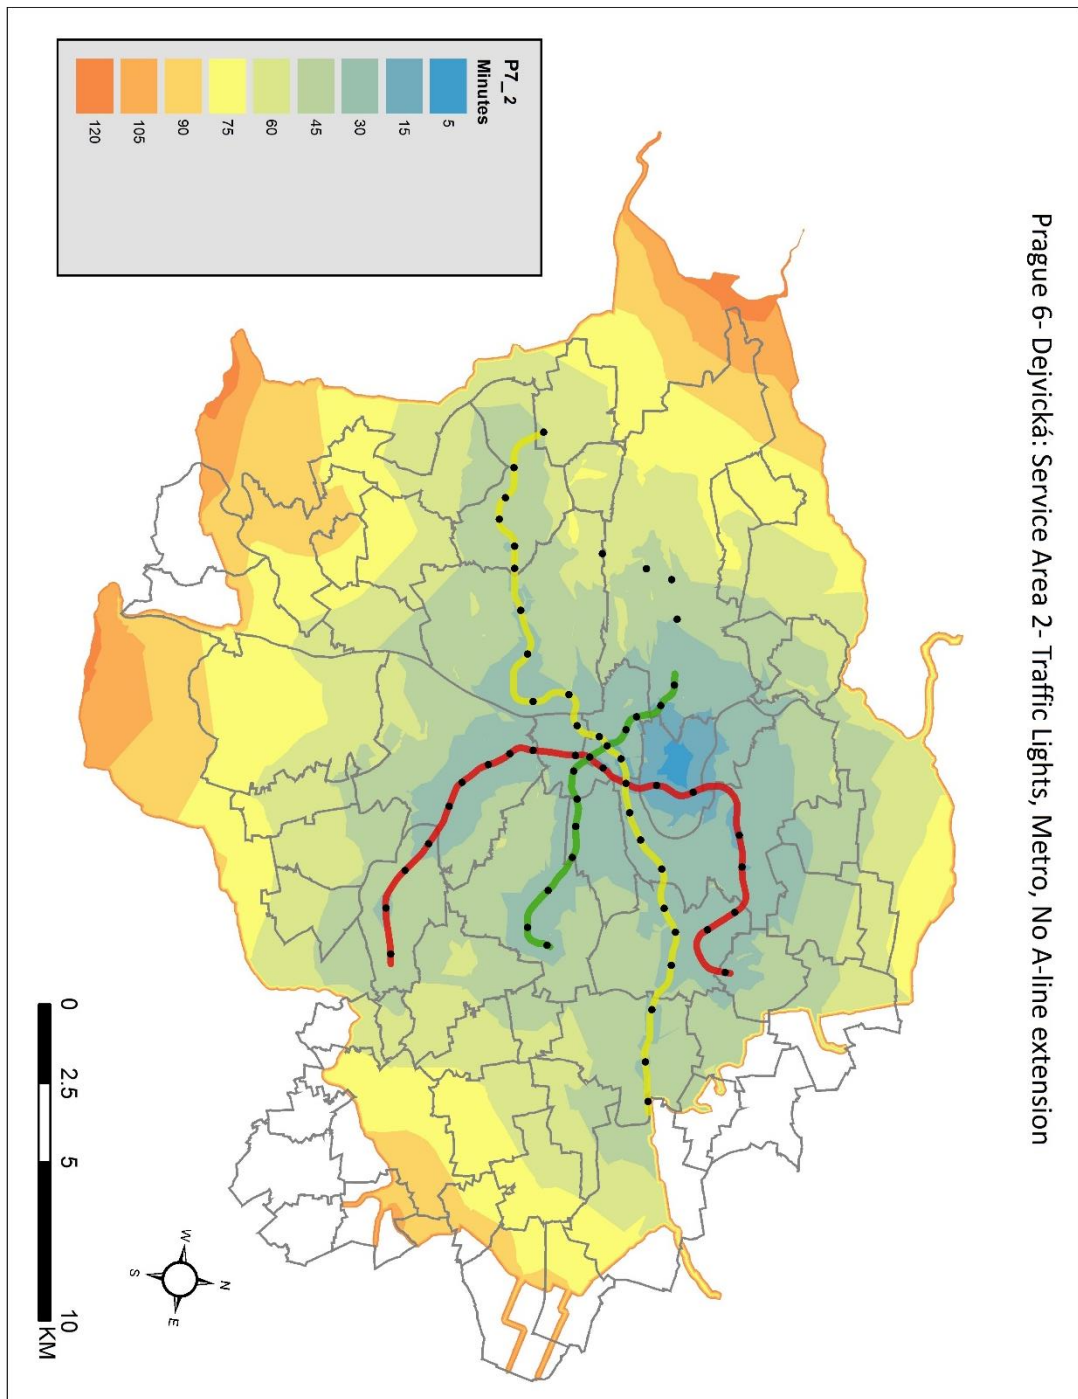 Prague 6- Dejvická: Service Area 2- Traffic Lights, Metro, No A-line extension
P7_2
Minutes
5
15
30
45
60
75
90
105
120
0 2.5 5 10
KM
N
E
S
W